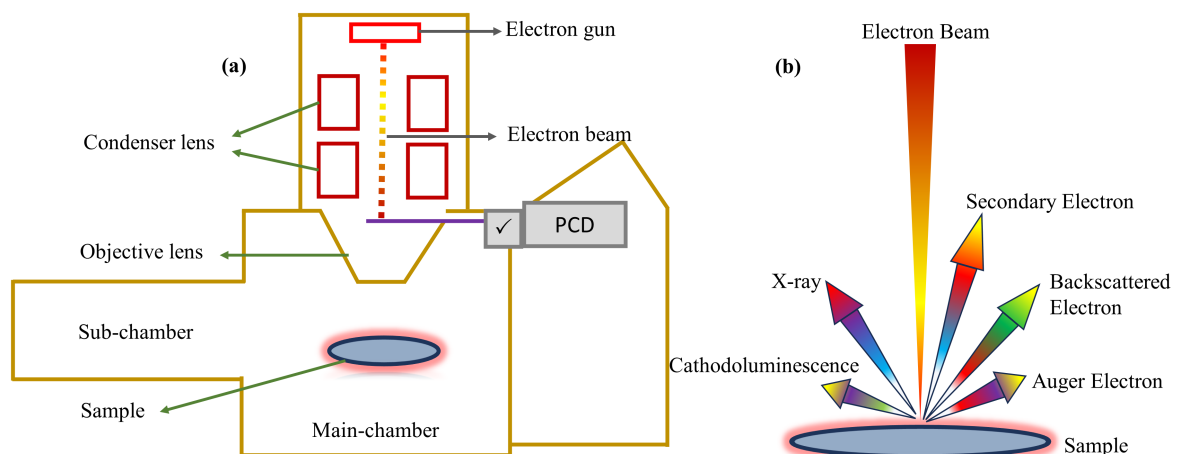 (a)
Electron gun
Condenser lens
Electron beam
Objective lens
✓
PCD
Sub-chamber
Sample
Main-chamber
(b)
Electron Beam
Secondary Electron
X-ray
Backscattered
Electron
Cathodoluminescence
Auger Electron
Sample